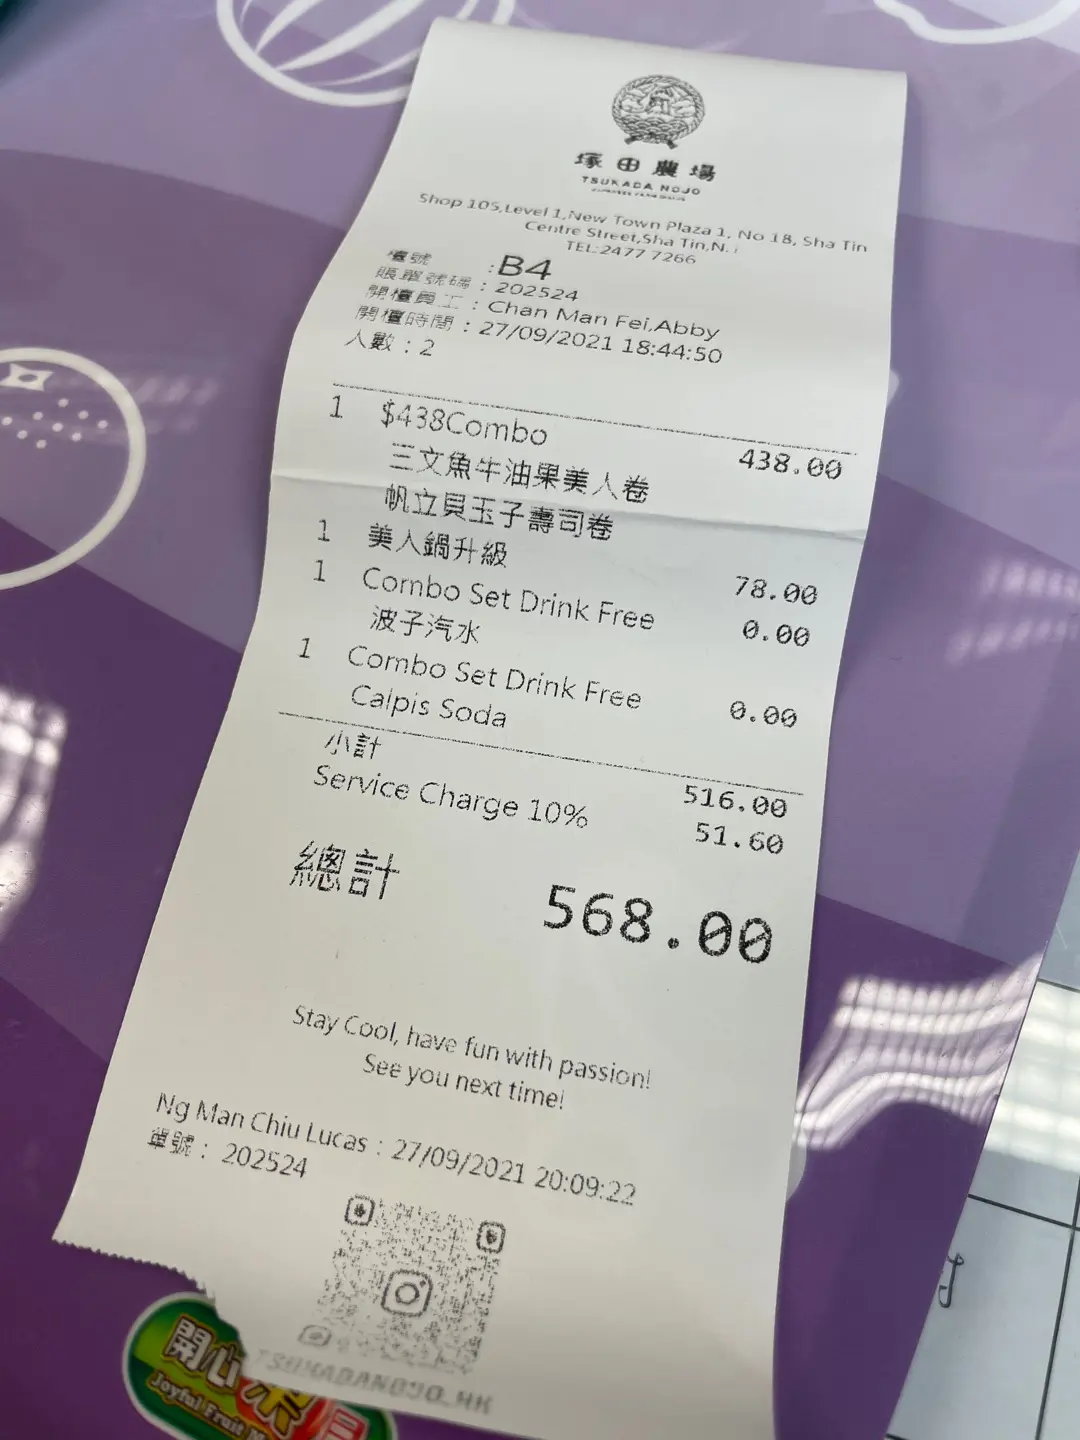 塚田農場
TSUKADA NOJO
Shop 105,Level 1,New Town Plaza 1, No 18, Sha Tin
Centre Street,Sha Tin,N.
TEL:2477 7266
檯號 :B4
賬單號碼 : 202524
開檯員工 : Chan Man Fei,Abby
開檯時間 : 27/09/2021 18:44:50
人數 : 2
1 $438Combo 438.00
三文魚牛油果美人卷
帆立貝玉子壽司卷
1 美人鍋升級 78.00
1 Combo Set Drink Free 0.00
波子汽水
1 Combo Set Drink Free 0.00
Calpis Soda
小計 516.00
Service Charge 10% 51.60
總計 568.00
Stay Cool, have fun with passion!
See you next time!
Ng Man Chiu Lucas : 27/09/2021 20:09:22
單號 : 202524
TSUKADANOJO_HK
開心
Joyful Fruit